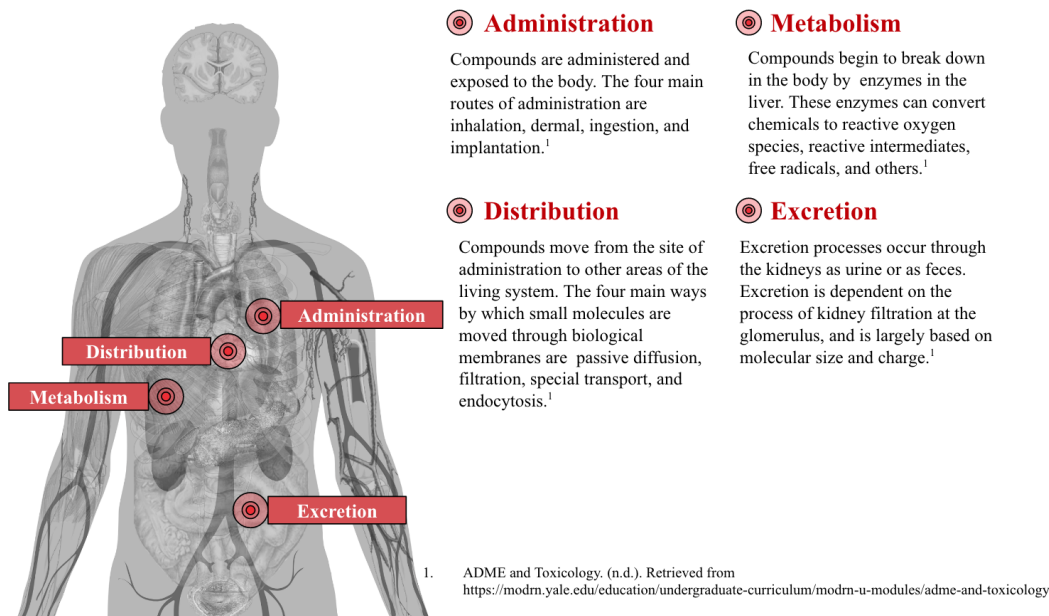 Administration
Compounds are administered and
exposed to the body. The four main
routes of administration are
inhalation, dermal, ingestion, and
implantation.1
Metabolism
Compounds begin to break down
in the body by  enzymes in the
liver. These enzymes can convert
chemicals to reactive oxygen
species, reactive intermediates,
free radicals, and others.1
Distribution
Compounds move from the site of
administration to other areas of the
living system. The four main ways
by which small molecules are
moved through biological
membranes are  passive diffusion,
filtration, special transport, and
endocytosis.1
Excretion
Excretion processes occur through
the kidneys as urine or as feces.
Excretion is dependent on the
process of kidney filtration at the
glomerulus, and is largely based on
molecular size and charge.1
Administration
Distribution
Metabolism
Excretion
1. ADME and Toxicology. (n.d.). Retrieved from
https://modrn.yale.edu/education/undergraduate-curriculum/modrn-u-modules/adme-and-toxicology